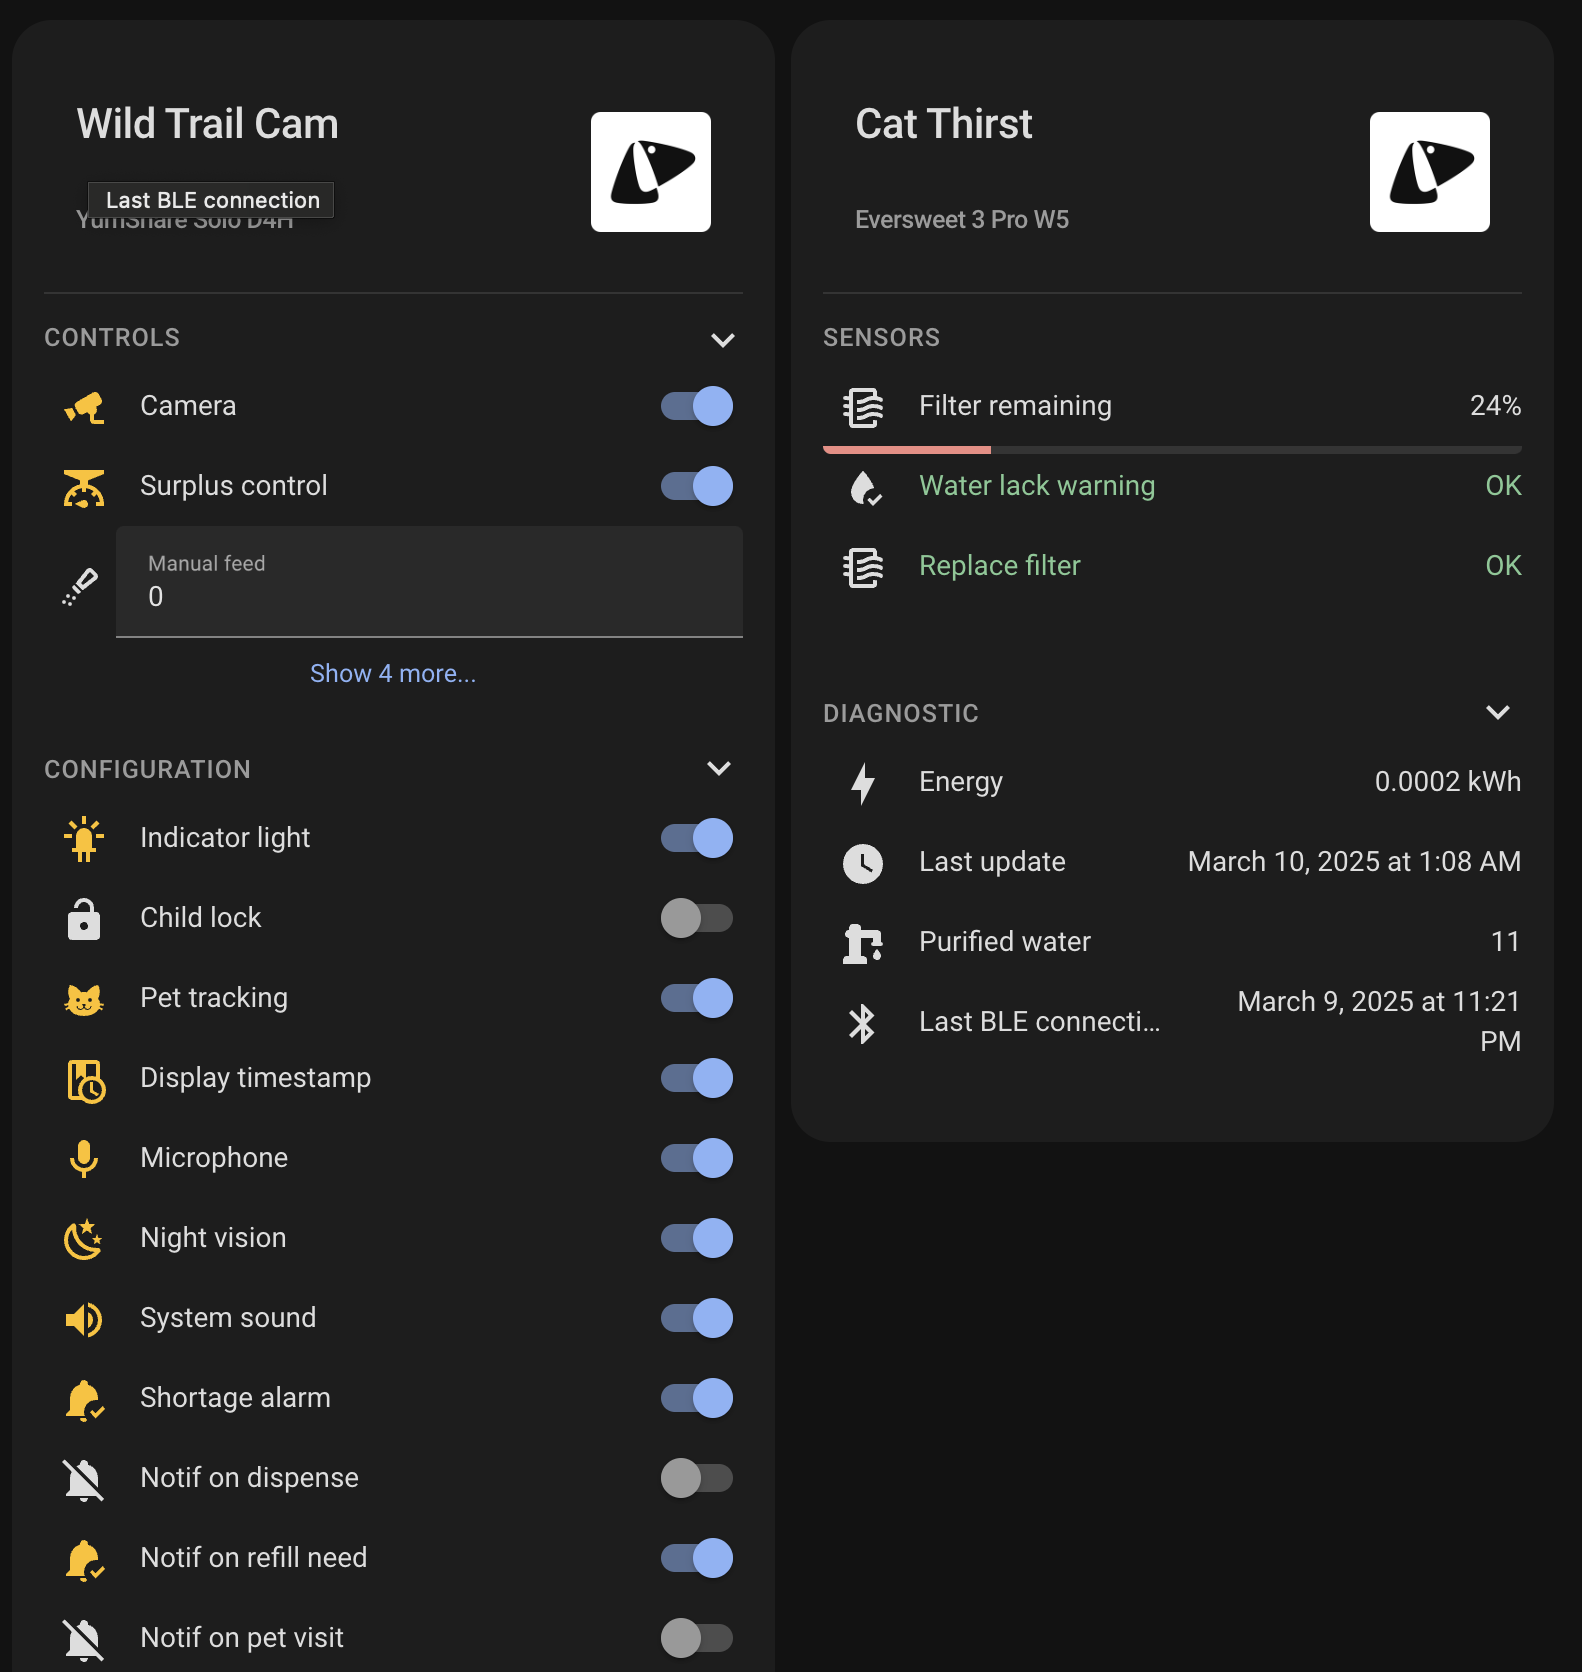 Wild Trail Cam
Last BLE connection
YumShare Solo D4H
CONTROLS
Camera
Surplus control
Manual feed
0
Show 4 more...
CONFIGURATION
Indicator light
Child lock
Pet tracking
Display timestamp
Microphone
Night vision
System sound
Shortage alarm
Notif on dispense
Notif on refill need
Notif on pet visit
Cat Thirst
Eversweet 3 Pro W5
SENSORS
Filter remaining 24%
Water lack warning OK
Replace filter OK
DIAGNOSTIC
Energy 0.0002 kWh
Last update March 10, 2025 at 1:08 AM
Purified water 11
Last BLE connecti... March 9, 2025 at 11:21
PM